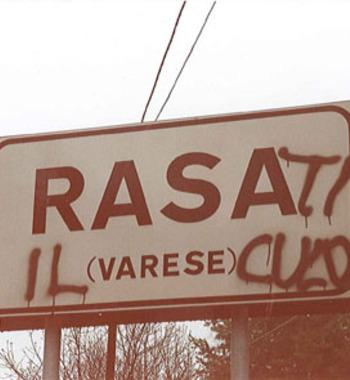 RASATI
IL (VARESE) CULO